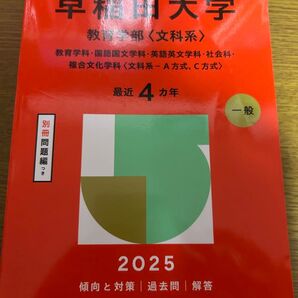 早稲田大学
教育学部〈文科系〉
教育学科・国語国文学科・英語英文学科・社会科・
複合文化学科〈文科系－A方式、C方式〉
最近4カ年
一般
別冊問題編つき
2025
傾向と対策｜過去問｜解答